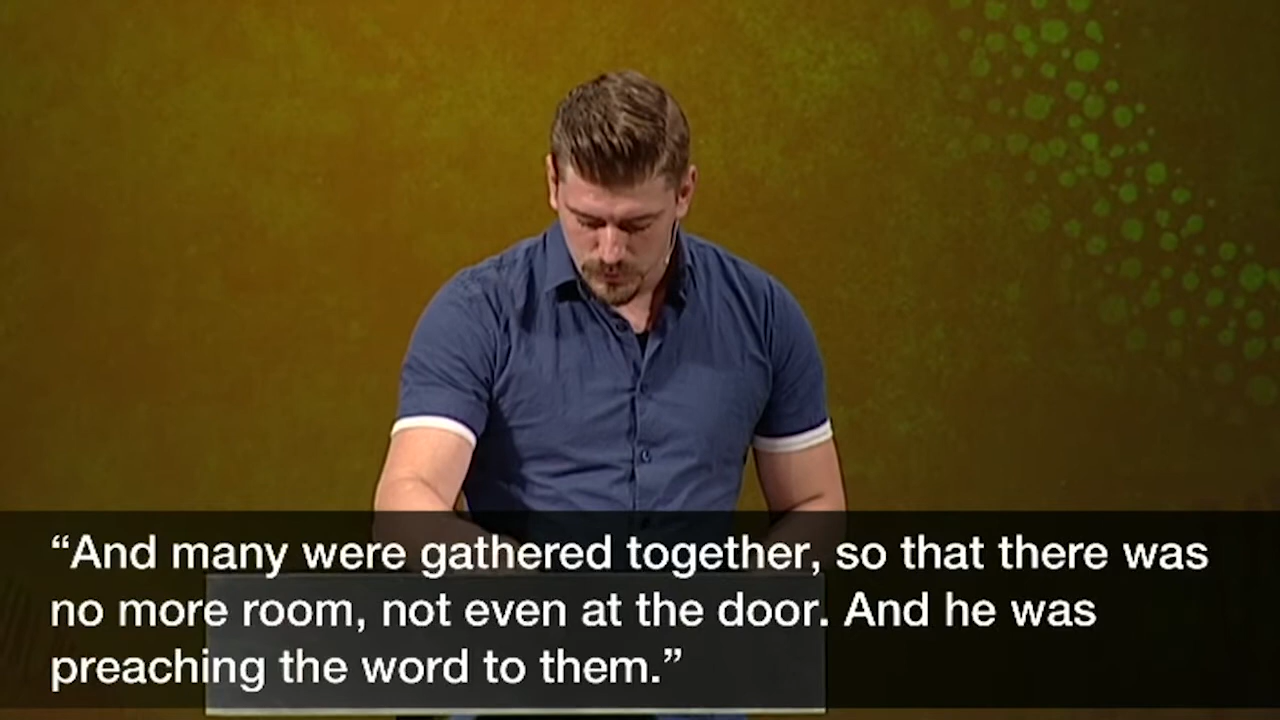 “And many were gathered together, so that there was
no more room, not even at the door. And he was
preaching the word to them.”